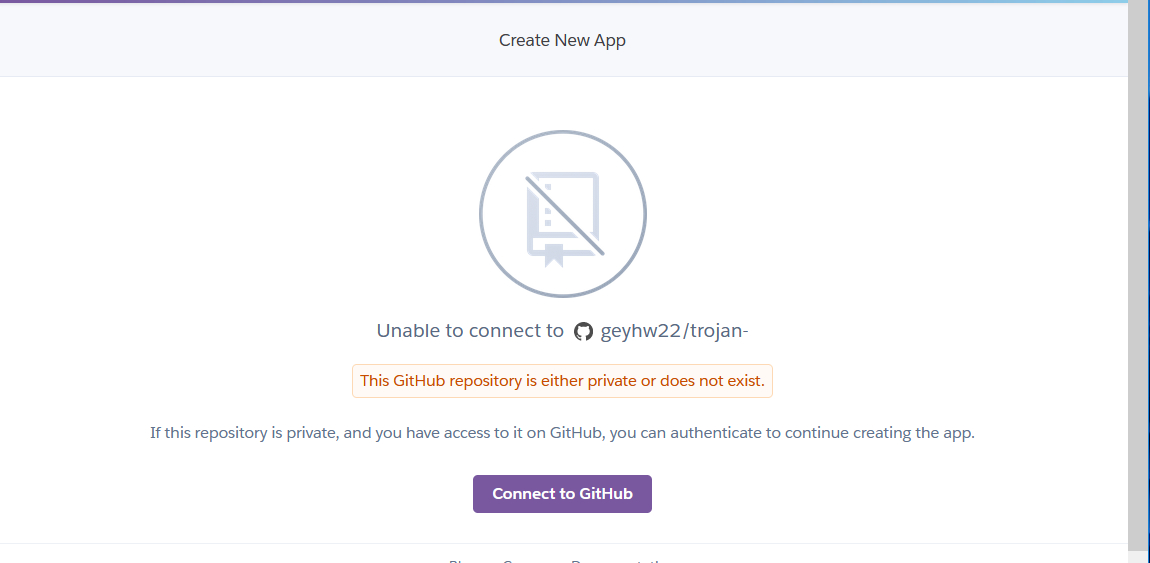 Create New App
Unable to connect to geyhw22/trojan-
This GitHub repository is either private or does not exist.
If this repository is private, and you have access to it on GitHub, you can authenticate to continue creating the app.
Connect to GitHub